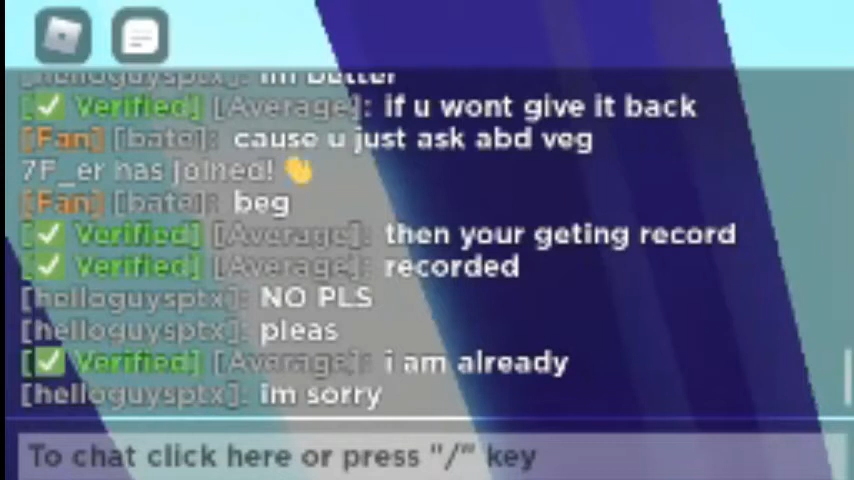 [helloguysptx]: im better
[✅ Verified] [Average]: if u wont give it back
[Fan] [bate]: cause u just ask abd veg
7F_er has joined! 👋
[Fan] [bate]: beg
[✅ Verified] [Average]: then your geting record
[✅ Verified] [Average]: recorded
[helloguysptx]: NO PLS
[helloguysptx]: pleas
[✅ Verified] [Average]: i am already
[helloguysptx]: im sorry
To chat click here or press "/" key